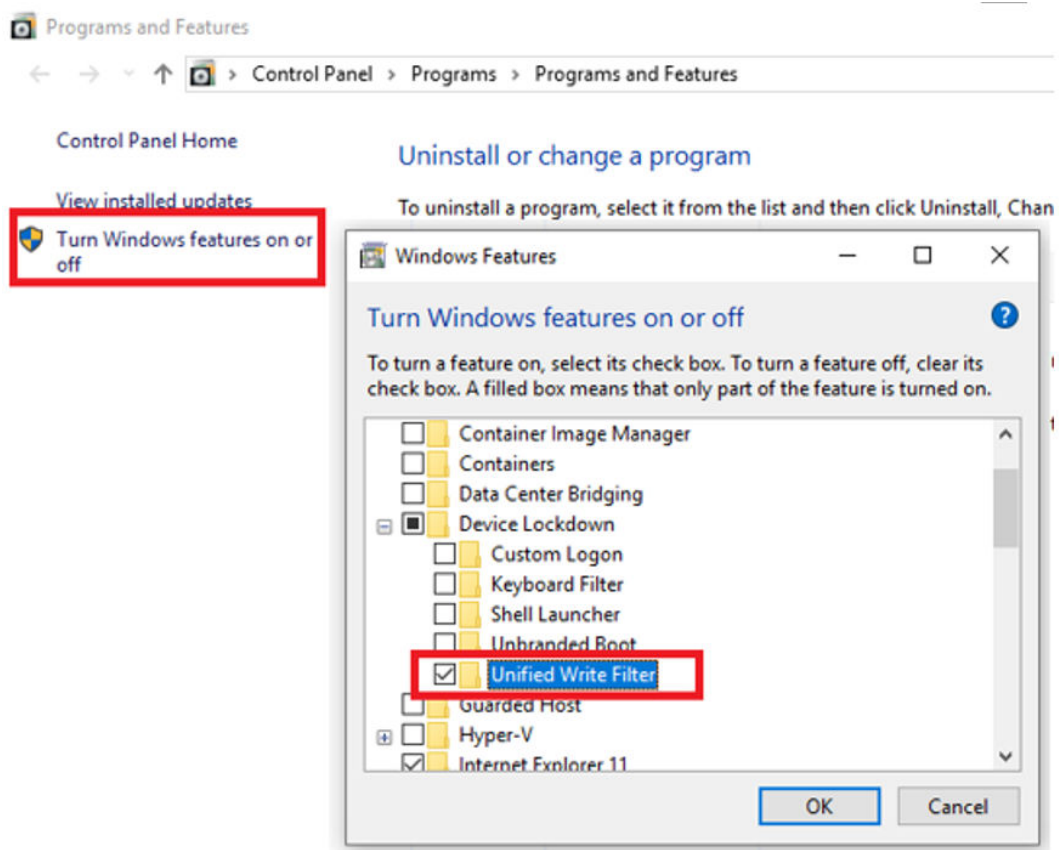 Programs and Features
Control Panel > Programs > Programs and Features
Control Panel Home
Uninstall or change a program
View installed updates
To uninstall a program, select it from the list and then click Uninstall, Chan
Turn Windows features on or
off
Windows Features
Turn Windows features on or off
To turn a feature on, select its check box. To turn a feature off, clear its
check box. A filled box means that only part of the feature is turned on.
Container Image Manager
Containers
Data Center Bridging
Device Lockdown
Custom Logon
Keyboard Filter
Shell Launcher
Unbranded Boot
Unified Write Filter
Guarded Host
Hyper-V
Internet Explorer 11
OK
Cancel